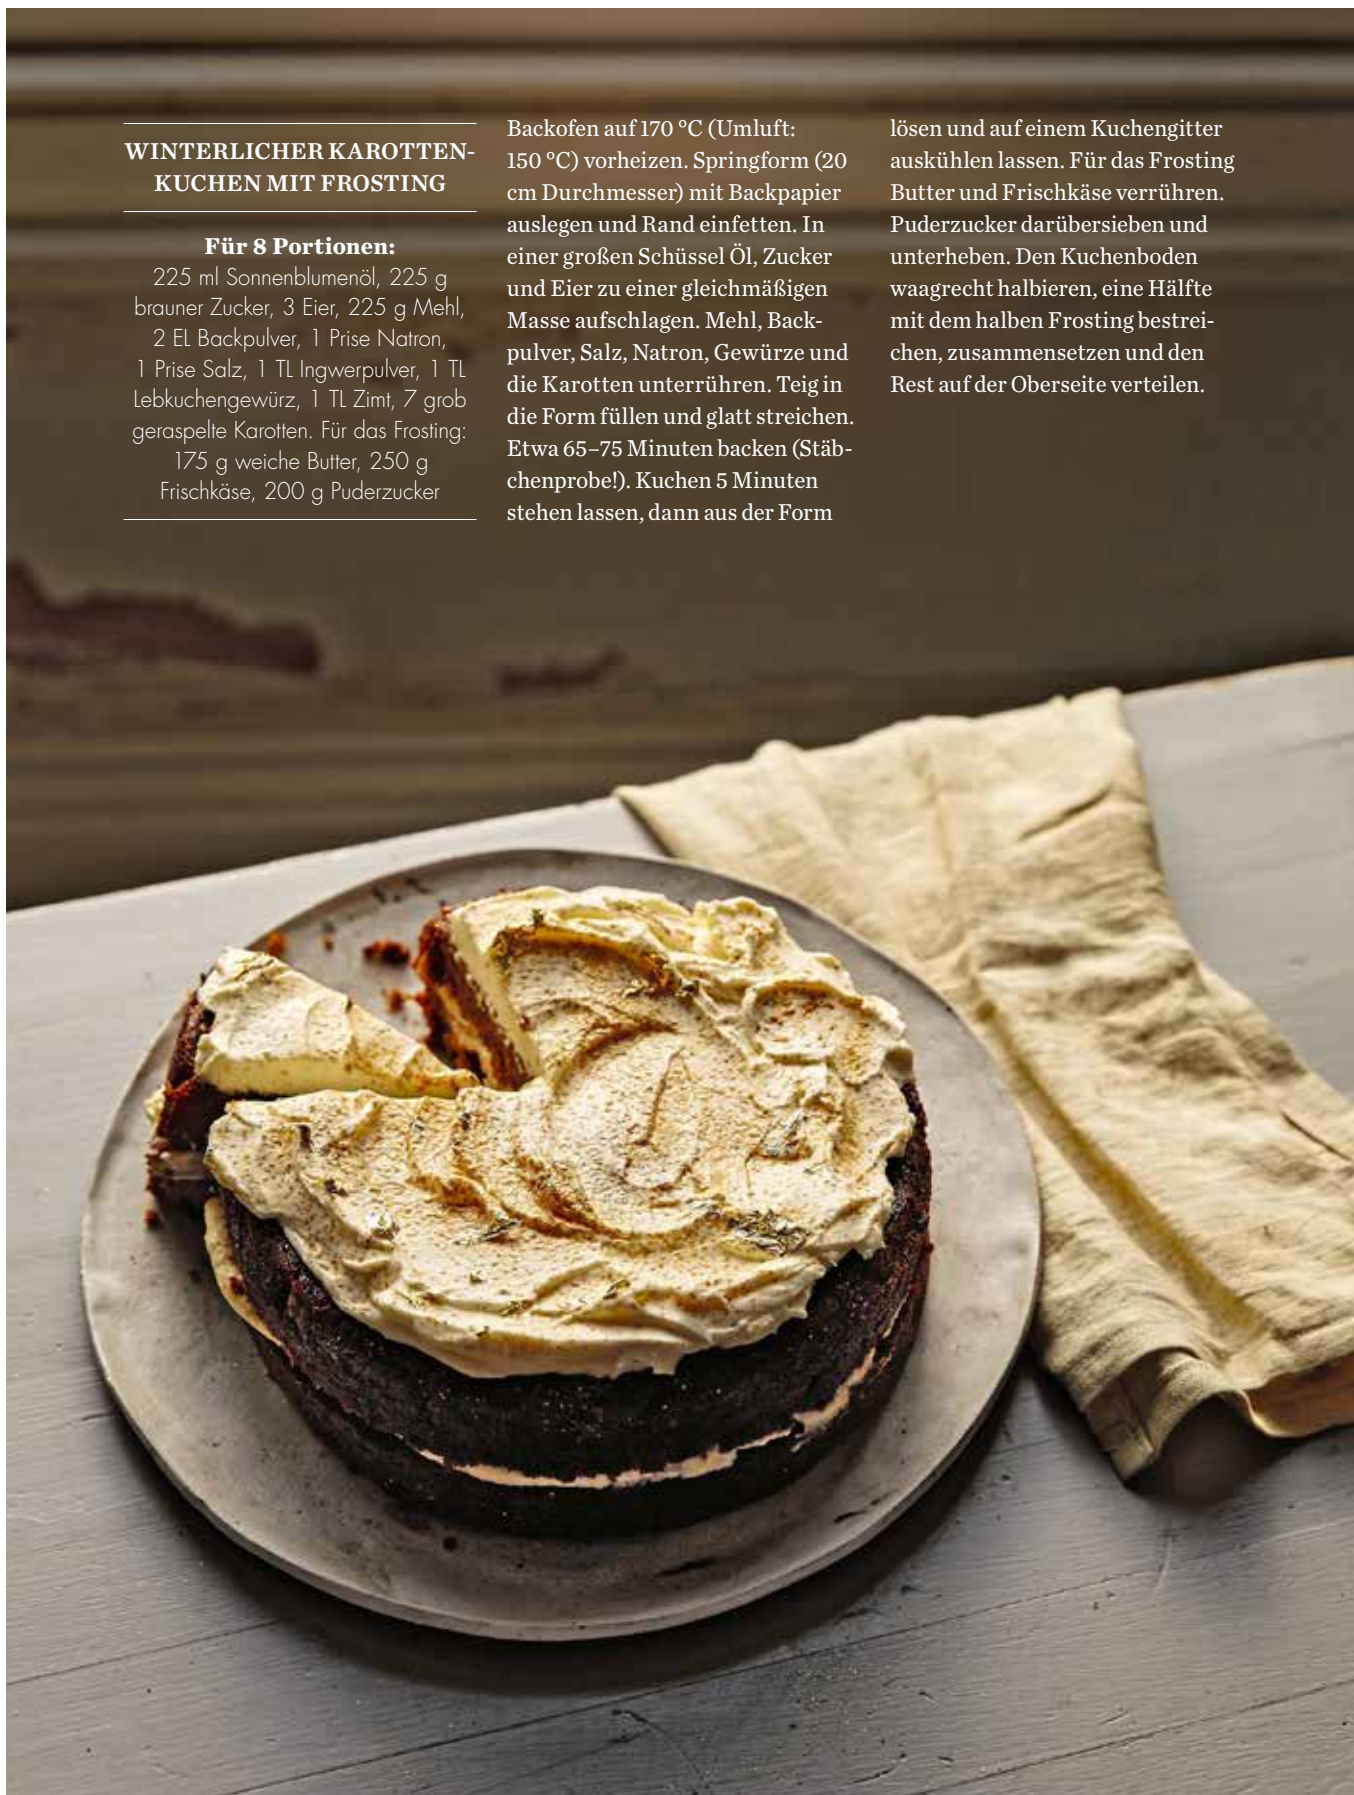 WINTERLICHER KAROTTEN-
KUCHEN MIT FROSTING
Für 8 Portionen:
225 ml Sonnenblumenöl, 225 g
brauner Zucker, 3 Eier, 225 g Mehl,
2 EL Backpulver, 1 Prise Natron,
1 Prise Salz, 1 TL Ingwerpulver, 1 TL
Lebkuchengewürz, 1 TL Zimt, 7 grob
geraspelte Karotten. Für das Frosting:
175 g weiche Butter, 250 g
Frischkäse, 200 g Puderzucker
Backofen auf 170 °C (Umluft:
150 °C) vorheizen. Springform (20
cm Durchmesser) mit Backpapier
auslegen und Rand einfetten. In
einer großen Schüssel Öl, Zucker
und Eier zu einer gleichmäßigen
Masse aufschlagen. Mehl, Back-
pulver, Salz, Natron, Gewürze und
die Karotten unterrühren. Teig in
die Form füllen und glatt streichen.
Etwa 65–75 Minuten backen (Stäb-
chenprobe!). Kuchen 5 Minuten
stehen lassen, dann aus der Form
lösen und auf einem Kuchengitter
auskühlen lassen. Für das Frosting
Butter und Frischkäse verrühren.
Puderzucker darübersieben und
unterheben. Den Kuchenboden
waagrecht halbieren, eine Hälfte
mit dem halben Frosting bestrei-
chen, zusammensetzen und den
Rest auf der Oberseite verteilen.